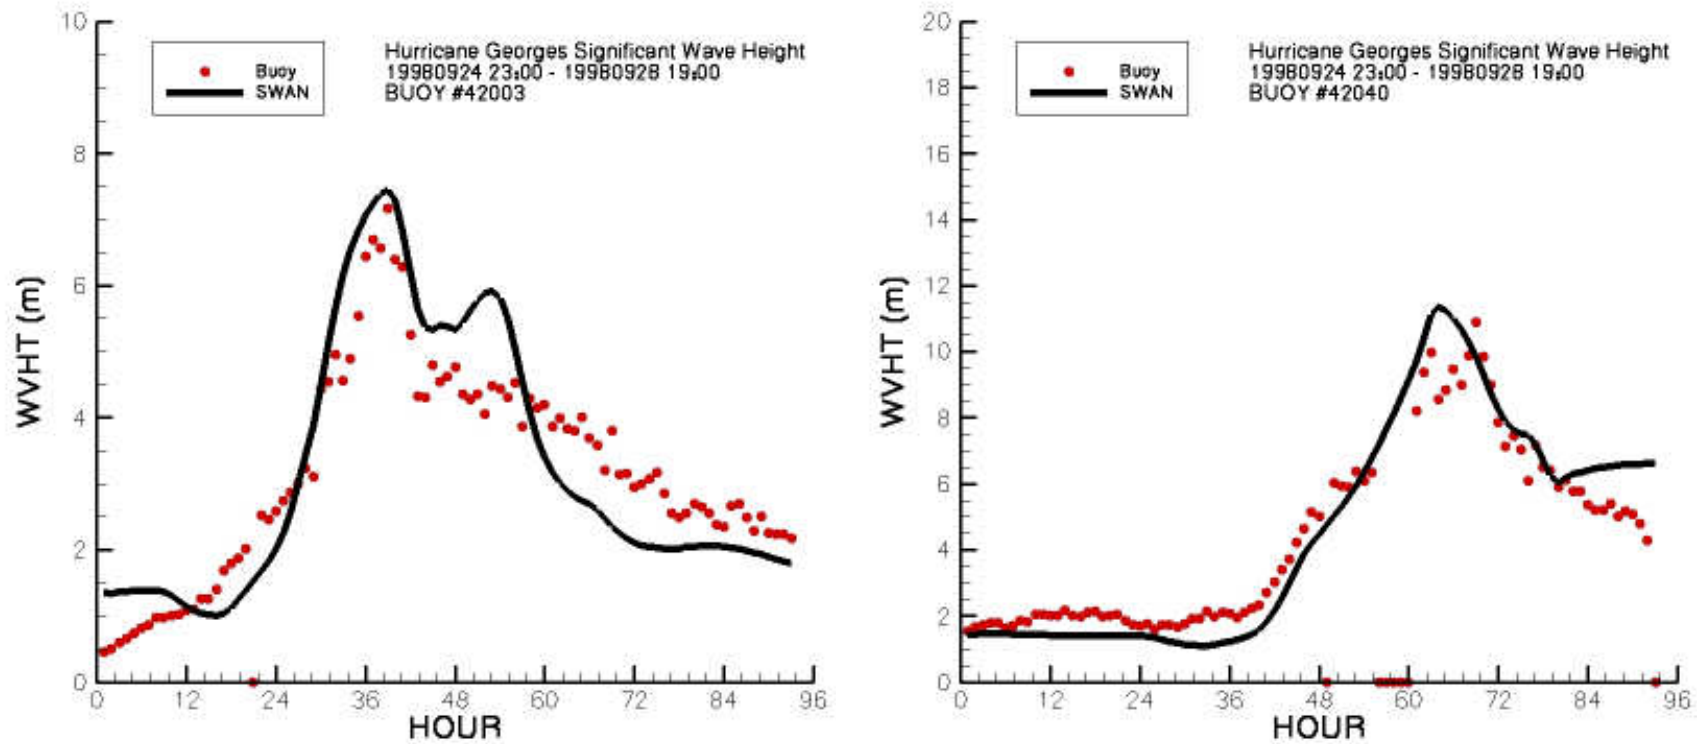 10
8
6
4
2
0
WVHT (m)
Buoy
SWAN
Hurricane Georges Significant Wave Height
19980924 23:00 - 19980928 19:00
BUOY #42003
0 12 24 36 48 60 72 84 96
HOUR
20
18
16
14
12
10
8
6
4
2
0
WVHT (m)
Buoy
SWAN
Hurricane Georges Significant Wave Height
19980924 23:00 - 19980928 19:00
BUOY #42040
0 12 24 36 48 60 72 84 96
HOUR